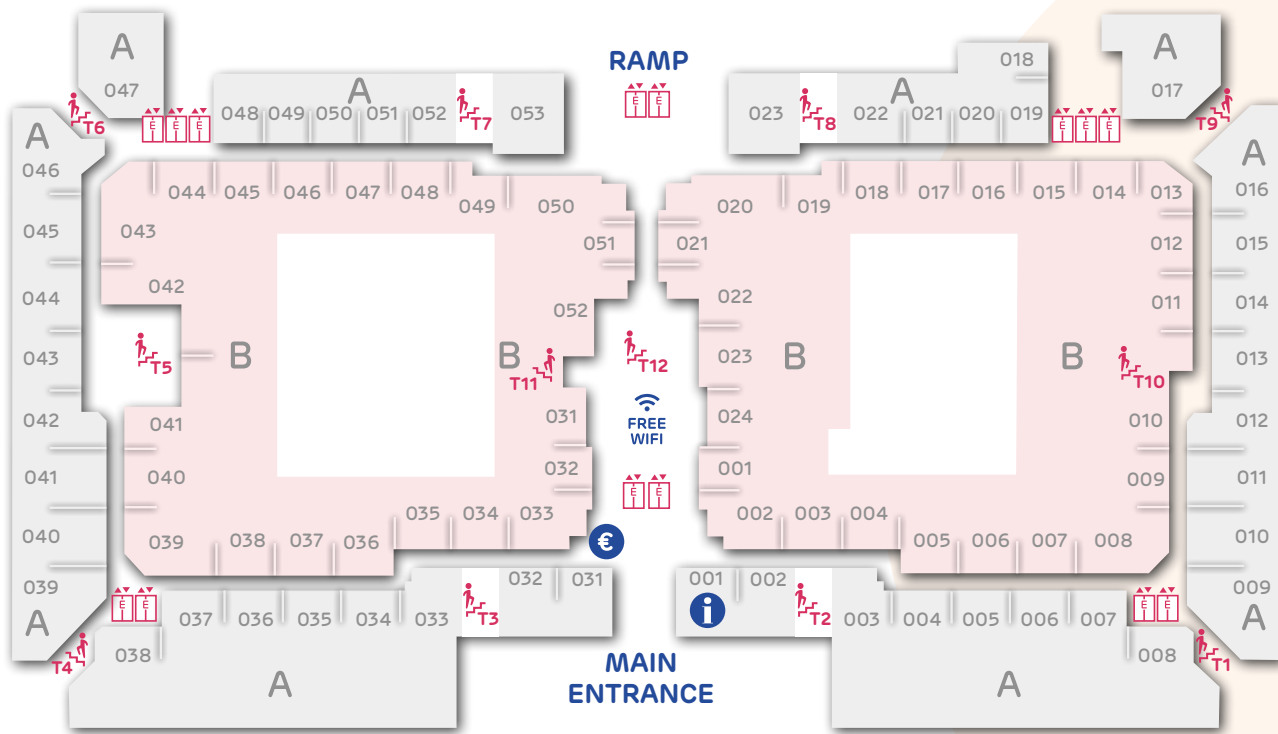 A
047
A
048
049
050
051
052
T7
053
RAMP
023
T8
A
022
021
020
018
019
A
017
T9
T6
E
E
E
E
E
E
E
E
A
046
045
044
043
042
041
040
039
A
044
045
046
047
048
049
050
043
051
042
052
T5
B
B
T11
031
041
032
040
035
034
033
039
038
037
036
T12
FREE
WIFI
E
E
€
020
019
018
017
016
015
014
013
021
012
022
011
023
B
B
T10
024
010
001
009
002
003
004
005
006
007
008
A
016
015
014
013
012
011
010
009
A
E
E
T4
038
037
036
035
034
033
T3
032
031
A
MAIN
ENTRANCE
001
i
002
T2
003
004
005
006
007
008
A
E
E
T1